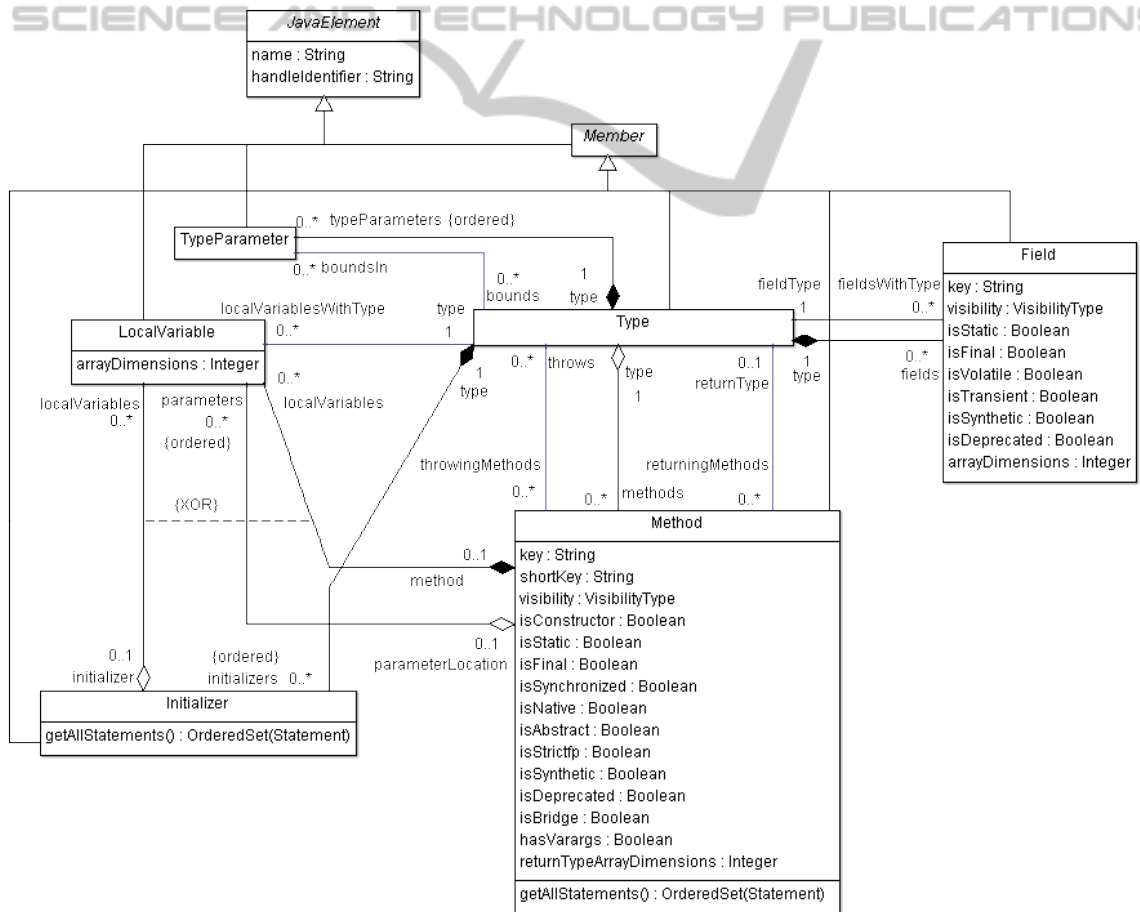 SCIENCE AND TECHNOLOGY PUBLICATIONS
JavaElement
name : String
handleIdentifier : String
Member
0..* typeParameters {ordered}
TypeParameter
0..* boundsIn
0..*
bounds
1
type
fieldType
1
fieldsWithType
0..*
Field
key : String
visibility : VisibilityType
isStatic : Boolean
isFinal : Boolean
isVolatile : Boolean
isTransient : Boolean
isSynthetic : Boolean
isDeprecated : Boolean
arrayDimensions : Integer
localVariablesWithType
0..*
type
1
Type
LocalVariable
arrayDimensions : Integer
0..*
localVariables
1
type
0..* throws
type
1
0..1
returnType
1
type
0..*
fields
localVariables
0..*
parameters
0..*
{ordered}
throwingMethods
0..*
0..* methods
returningMethods
0..*
{XOR}
Method
key : String
shortKey : String
visibility : VisibilityType
isConstructor : Boolean
isStatic : Boolean
isFinal : Boolean
isSynchronized : Boolean
isNative : Boolean
isAbstract : Boolean
isStrictfp : Boolean
isSynthetic : Boolean
isDeprecated : Boolean
isBridge : Boolean
hasVarargs : Boolean
returnTypeArrayDimensions : Integer
getAllStatements() : OrderedSet(Statement)
0..1
method
0..1
parameterLocation
0..1
initializer
{ordered}
initializers 0..*
Initializer
getAllStatements() : OrderedSet(Statement)